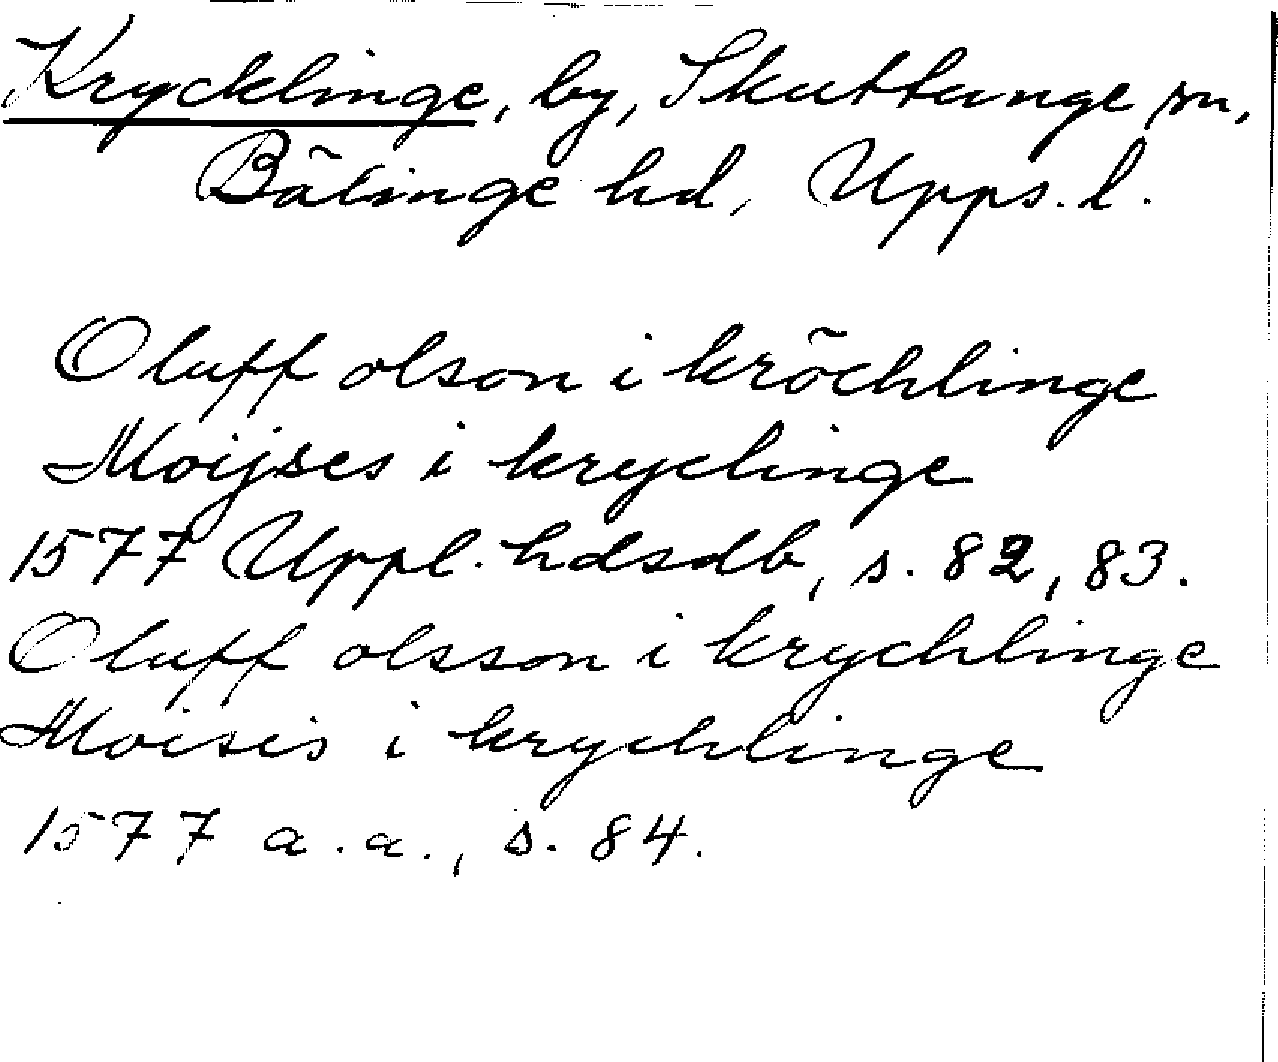 Krycklinge, by, Skuttunge sn,
Bälinge hd, Upps. l.
Oluff olson i kröchlinge
Moijses i kryclinge
1577 Uppl. hdsdb, s. 82, 83.
Oluff olsson i krychlinge
Moisis i krychlinge
1577 a.a., s. 84.